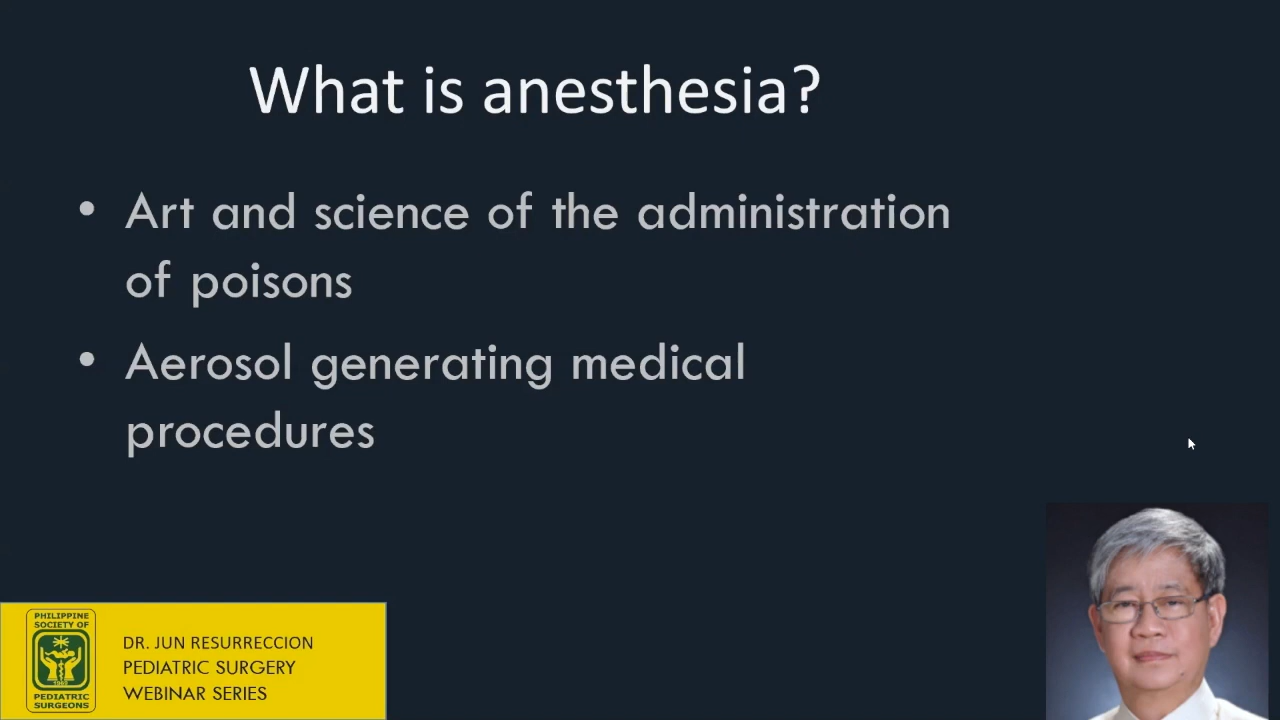 What is anesthesia?
• Art and science of the administration
of poisons
• Aerosol generating medical
procedures
PHILIPPINE
SOCIETY OF
1965
PEDIATRIC
SURGEONS
DR. JUN RESURRECCION
PEDIATRIC SURGERY
WEBINAR SERIES